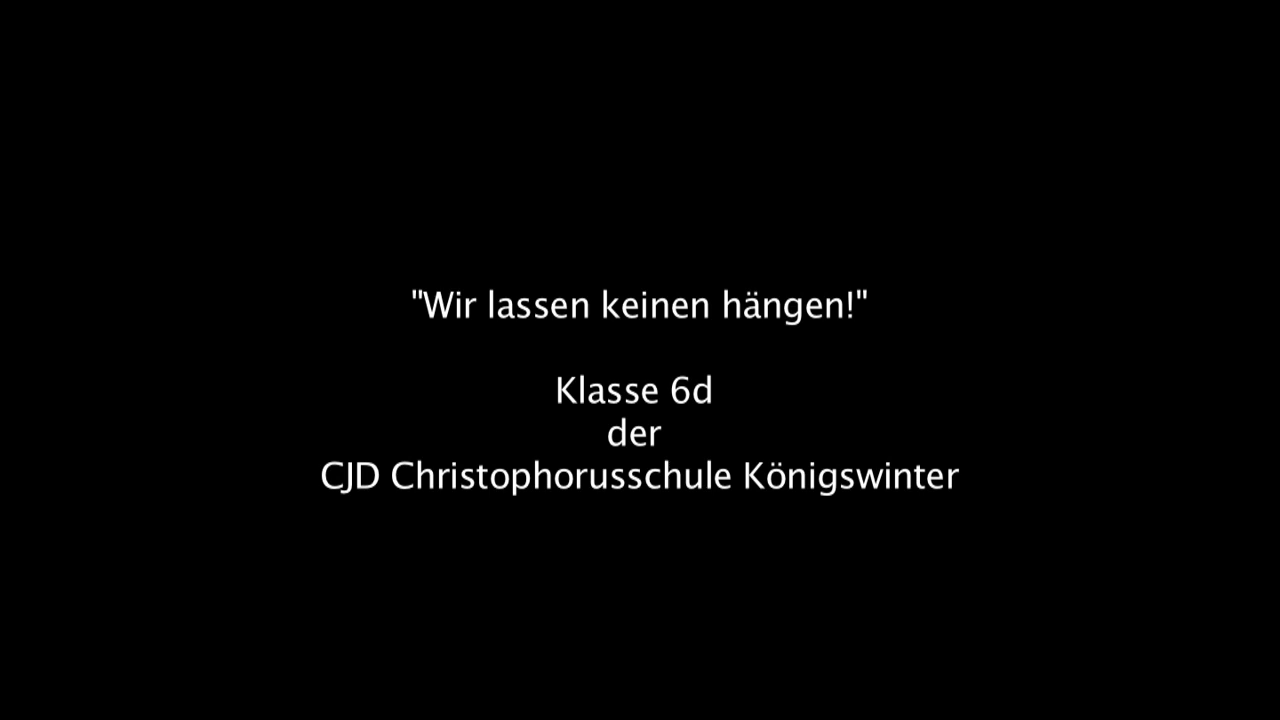 "Wir lassen keinen hängen!"
Klasse 6d
der
CJD Christophorusschule Königswinter